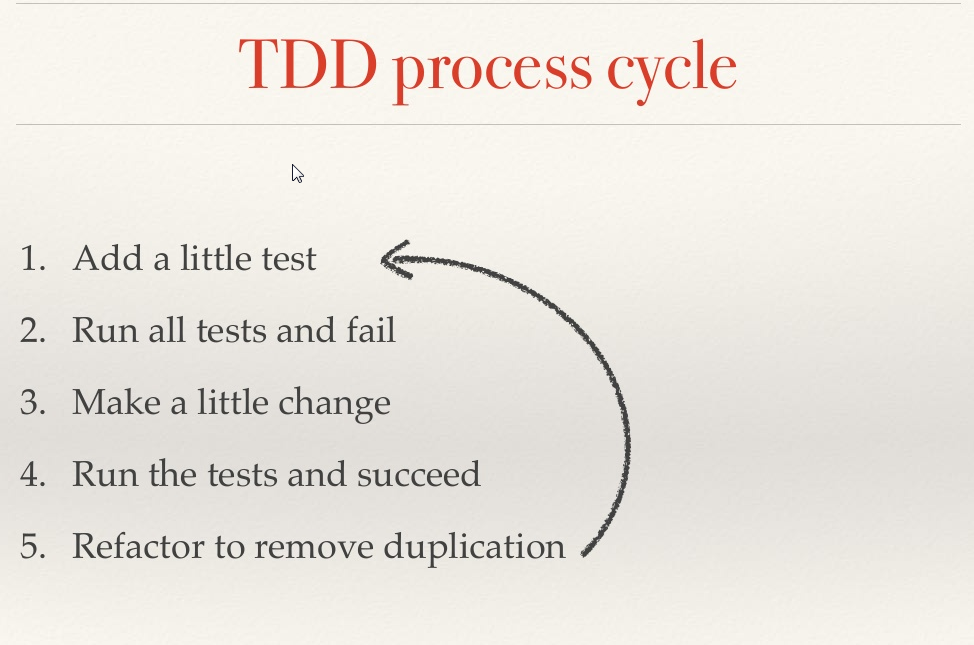 TDD process cycle
1. Add a little test
2. Run all tests and fail
3. Make a little change
4. Run the tests and succeed
5. Refactor to remove duplication